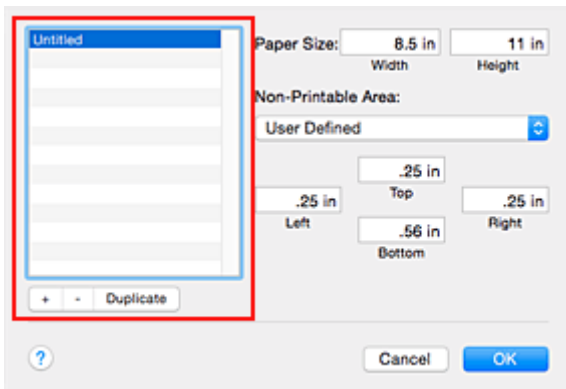 Untitled
Paper Size: 8.5 in 11 in
Width Height
Non-Printable Area:
User Defined
.25 in
Top
.25 in .25 in
Left Right
.56 in
Bottom
+ - Duplicate
? Cancel OK